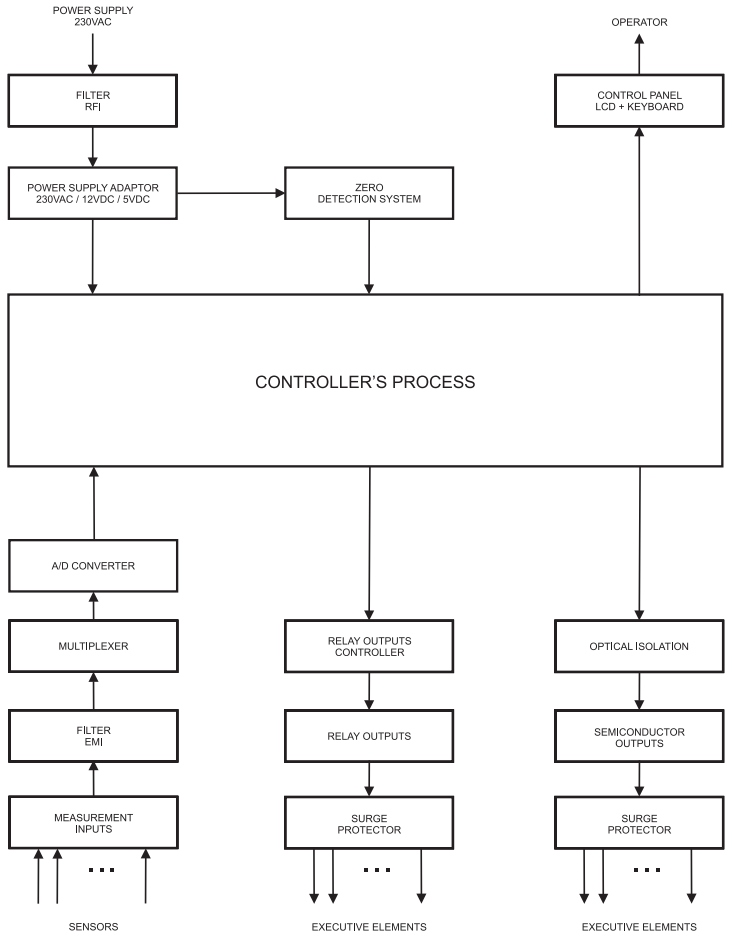 POWER SUPPLY
230VAC
OPERATOR
FILTER
RFI
CONTROL PANEL
LCD + KEYBOARD
POWER SUPPLY ADAPTOR
230VAC / 12VDC / 5VDC
ZERO
DETECTION SYSTEM
CONTROLLER'S PROCESS
A/D CONVERTER
MULTIPLEXER
RELAY OUTPUTS
CONTROLLER
OPTICAL ISOLATION
FILTER
EMI
RELAY OUTPUTS
SEMICONDUCTOR
OUTPUTS
MEASUREMENT
INPUTS
SURGE
PROTECTOR
SURGE
PROTECTOR
SENSORS
EXECUTIVE ELEMENTS
EXECUTIVE ELEMENTS